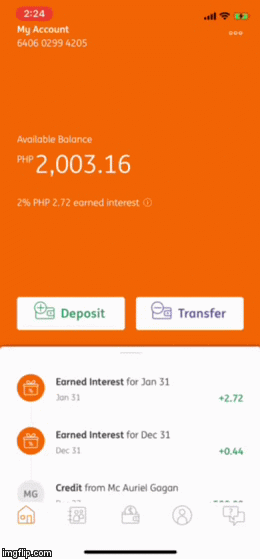 2:24
My Account
6406 0299 4205
Available Balance
PHP 2,003.16
2% PHP 2.72 earned interest
Deposit
Transfer
Earned Interest for Jan 31
Jan 31
+2.72
Earned Interest for Dec 31
Dec 31
+0.44
MG
Credit from Mc Auriel Gagan
imgflip.com